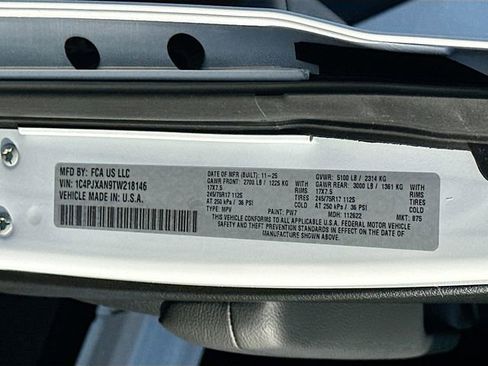 MFD BY: FCA US LLC
VIN: 1C4PJXAN9TW218146
VEHICLE MADE IN: U.S.A.
DATE OF MFR (BUILT): 11-25 GVWR: 5100 LB / 2314 KG
GAWR FRONT: 2700 LB / 1225 KG WITH GAWR REAR: 3000 LB / 1361 KG WITH
17X7.5 RIMS 17X7.5 RIMS
245/75R17 112S TIRES 245/75R17 112S TIRES
AT 250 kPa / 36 PSI AT 250 kPa / 36 PSI
TYPE: MPV PAINT: PW7 MDH: 112622 MKT: 875
THIS VEHICLE CONFORMS TO ALL APPLICABLE U.S.A. FEDERAL MOTOR VEHICLE
SAFETY AND THEFT PREVENTION STANDARDS IN EFFECT ON THE DATE OF
MANUFACTURE SHOWN ABOVE.